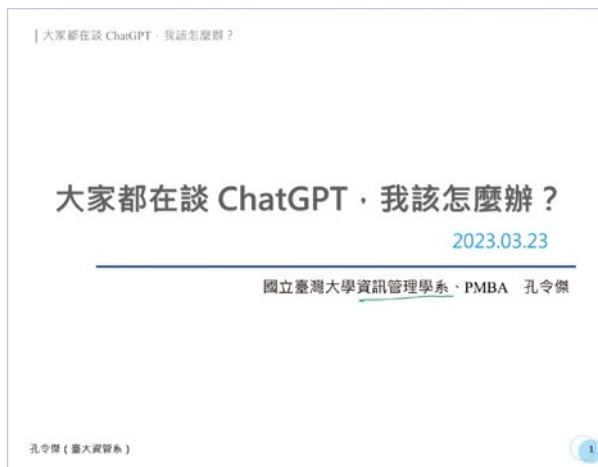 | 大家都在談 ChatGPT，我該怎麼辦？
大家都在談 ChatGPT，我該怎麼辦？
2023.03.23
國立臺灣大學資訊管理學系、PMBA 孔令傑
孔令傑 ( 臺大資管系 )
1